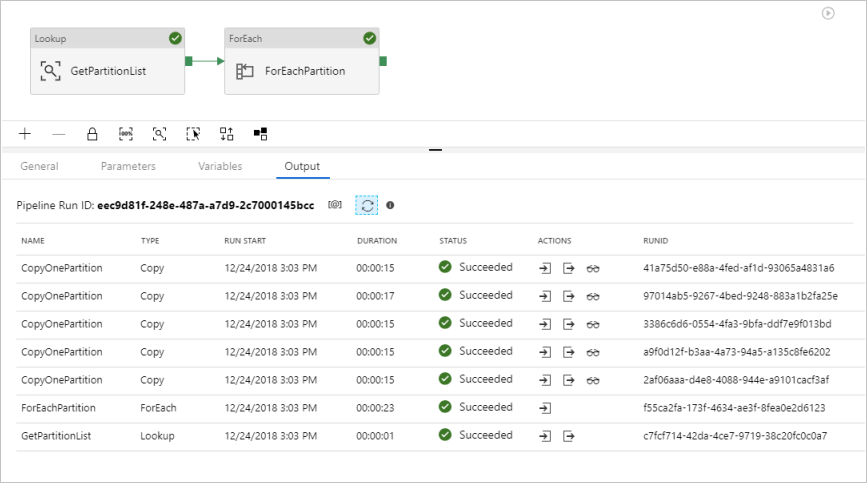 Lookup
GetPartitionList
ForEach
ForEachPartition
100%
General Parameters Variables Output
Pipeline Run ID: eec9d81f-248e-487a-a7d9-2c7000145bcc
NAME TYPE RUN START DURATION STATUS ACTIONS RUNID
CopyOnePartition Copy 12/24/2018 3:03 PM 00:00:15 Succeeded 41a75d50-e88a-4fed-af1d-93065a4831a6
CopyOnePartition Copy 12/24/2018 3:03 PM 00:00:17 Succeeded 97014ab5-9267-4bed-9248-883a1b2fa25e
CopyOnePartition Copy 12/24/2018 3:03 PM 00:00:15 Succeeded 3386c6d6-0554-4fa3-9bfa-ddf7e9f013bd
CopyOnePartition Copy 12/24/2018 3:03 PM 00:00:15 Succeeded a9f0d12f-b3aa-4a73-94a5-a135c8fe6202
CopyOnePartition Copy 12/24/2018 3:03 PM 00:00:15 Succeeded 2af06aaa-d4e8-4088-944e-a9101cacf3af
ForEachPartition ForEach 12/24/2018 3:03 PM 00:00:23 Succeeded f55ca2fa-173f-4634-ae3f-8fea0e2d6123
GetPartitionList Lookup 12/24/2018 3:03 PM 00:00:01 Succeeded c7fcf714-42da-4ce7-9719-38c20fc0c0a7